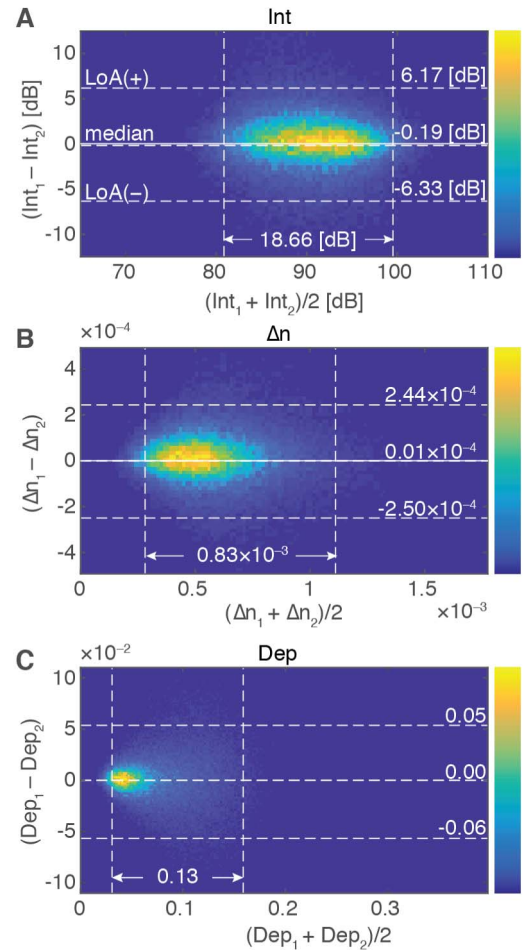 A
Int
(Int₁ – Int₂) [dB]
10
5
0
-5
-10
LoA(+)
median
LoA(−)
6.17 [dB]
-0.19 [dB]
-6.33 [dB]
18.66 [dB]
70
80
90
100
110
(Int₁ + Int₂)/2 [dB]
B
×10⁻⁴
Δn
(Δn₁ – Δn₂)
4
2
0
-2
-4
2.44×10⁻⁴
0.01×10⁻⁴
-2.50×10⁻⁴
0.83×10⁻³
0
0.5
1
1.5
(Δn₁ + Δn₂)/2
×10⁻³
C
×10⁻²
Dep
(Dep₁ – Dep₂)
10
5
0
-5
-10
0.05
0.00
-0.06
0.13
0
0.1
0.2
0.3
(Dep₁ + Dep₂)/2